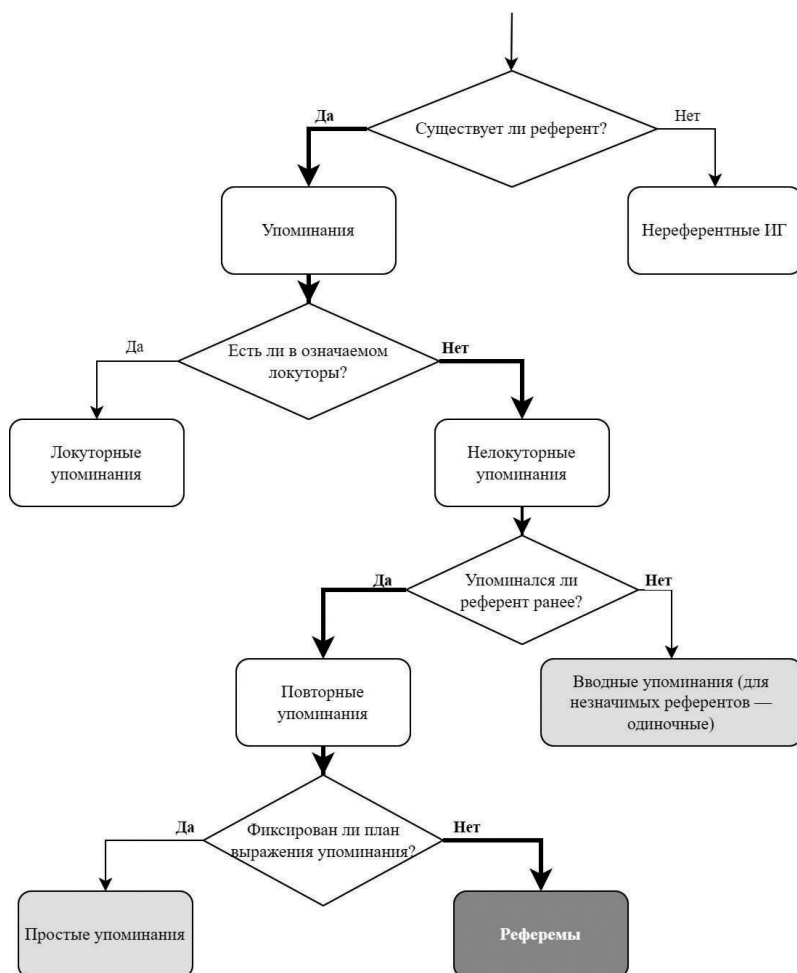 Существует ли референт?
Да
Нет
Упоминания
Нереферентные ИГ
Есть ли в означаемом
локуторы?
Да
Нет
Локуторные
упоминания
Нелокуторные
упоминания
Упоминался ли
референт ранее?
Да
Нет
Повторные
упоминания
Вводные упоминания (для
незначимых референтов —
одиночные)
Фиксирован ли план
выражения упоминания?
Да
Нет
Простые упоминания
Референмы